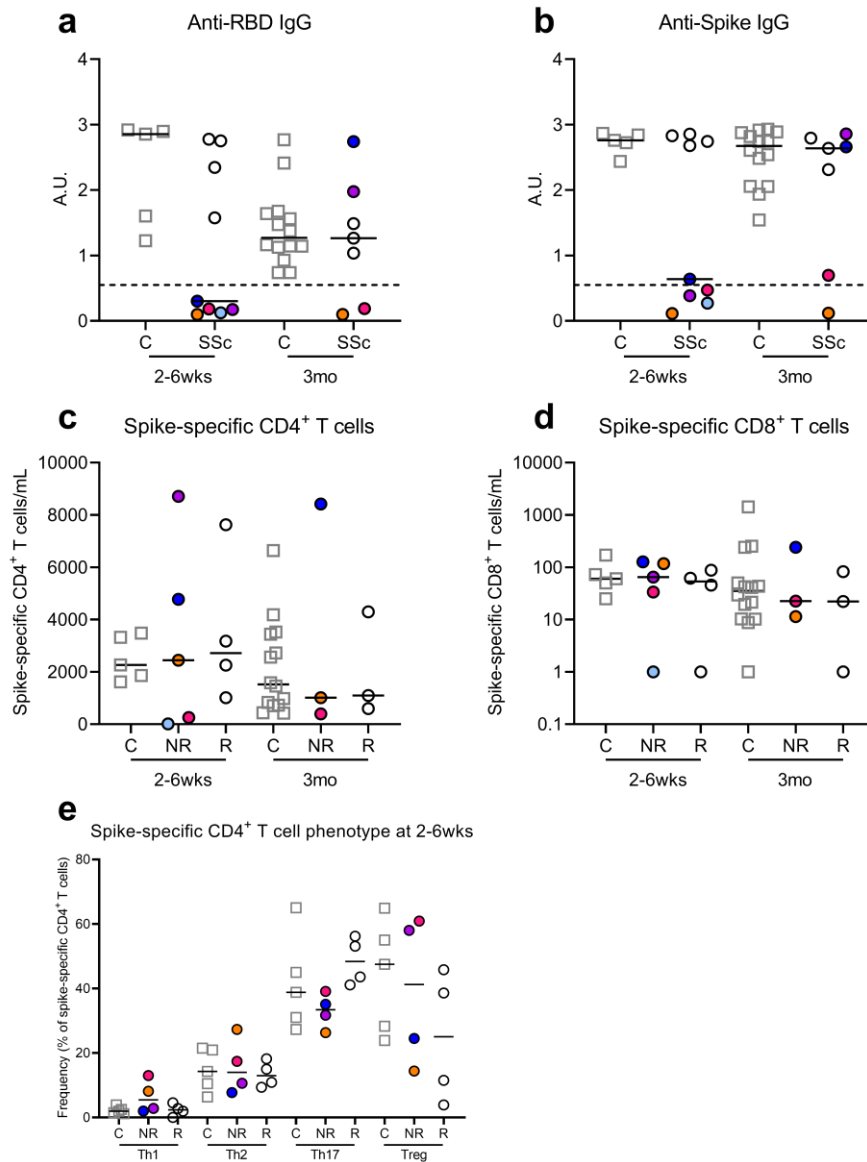 a
Anti-RBD IgG
A.U.
4
3
2
1
0
C SSc C SSc
2-6wks 3mo
b
Anti-Spike IgG
A.U.
4
3
2
1
0
C SSc C SSc
2-6wks 3mo
c
Spike-specific CD4⁺ T cells
Spike-specific CD4⁺ T cells/mL
10000
8000
6000
4000
2000
0
C NR R C NR R
2-6wks 3mo
d
Spike-specific CD8⁺ T cells
Spike-specific CD8⁺ T cells/mL
10000
1000
100
10
1
0.1
C NR R C NR R
2-6wks 3mo
e
Spike-specific CD4⁺ T cell phenotype at 2-6wks
Frequency (% of spike-specific CD4⁺ T cells)
80
60
40
20
0
C NR R C NR R C NR R C NR R
Th1 Th2 Th17 Treg